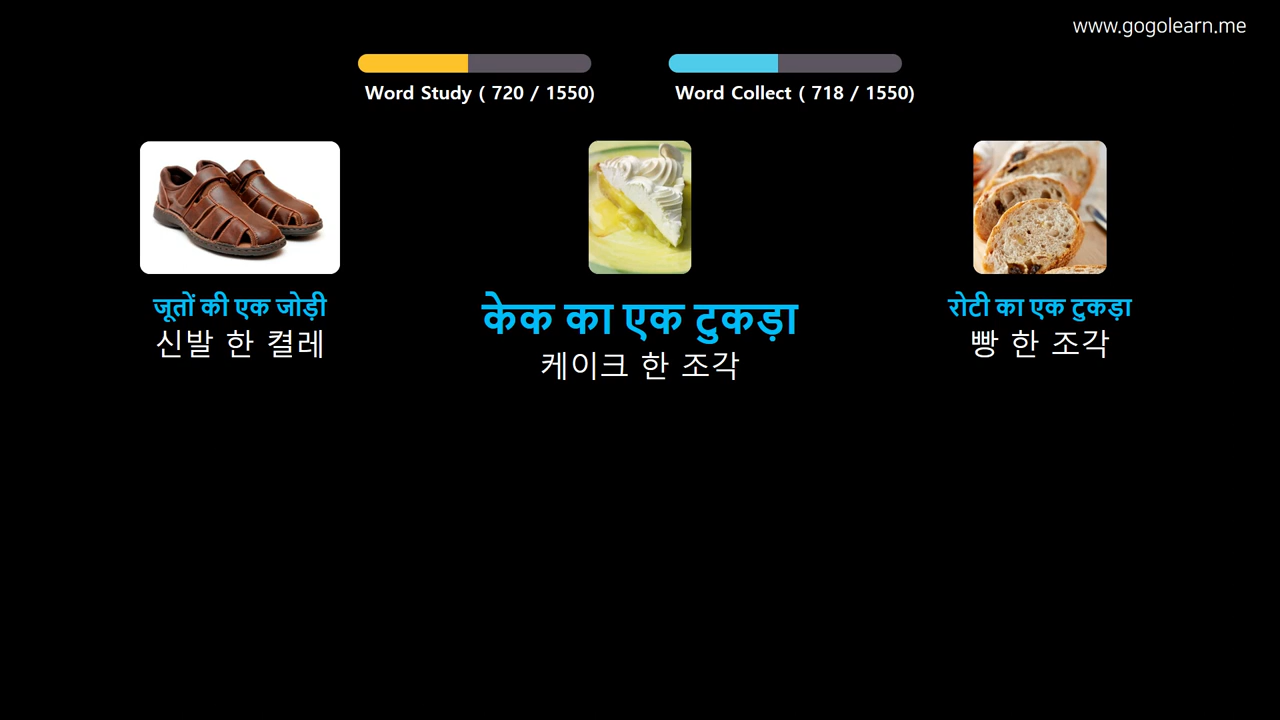 www.gogolearn.me
Word Study ( 720 / 1550)
Word Collect ( 718 / 1550)
जूतों की एक जोड़ी
신발 한 켤레
केक का एक टुकड़ा
케이크 한 조각
रोटी का एक टुकड़ा
빵 한 조각